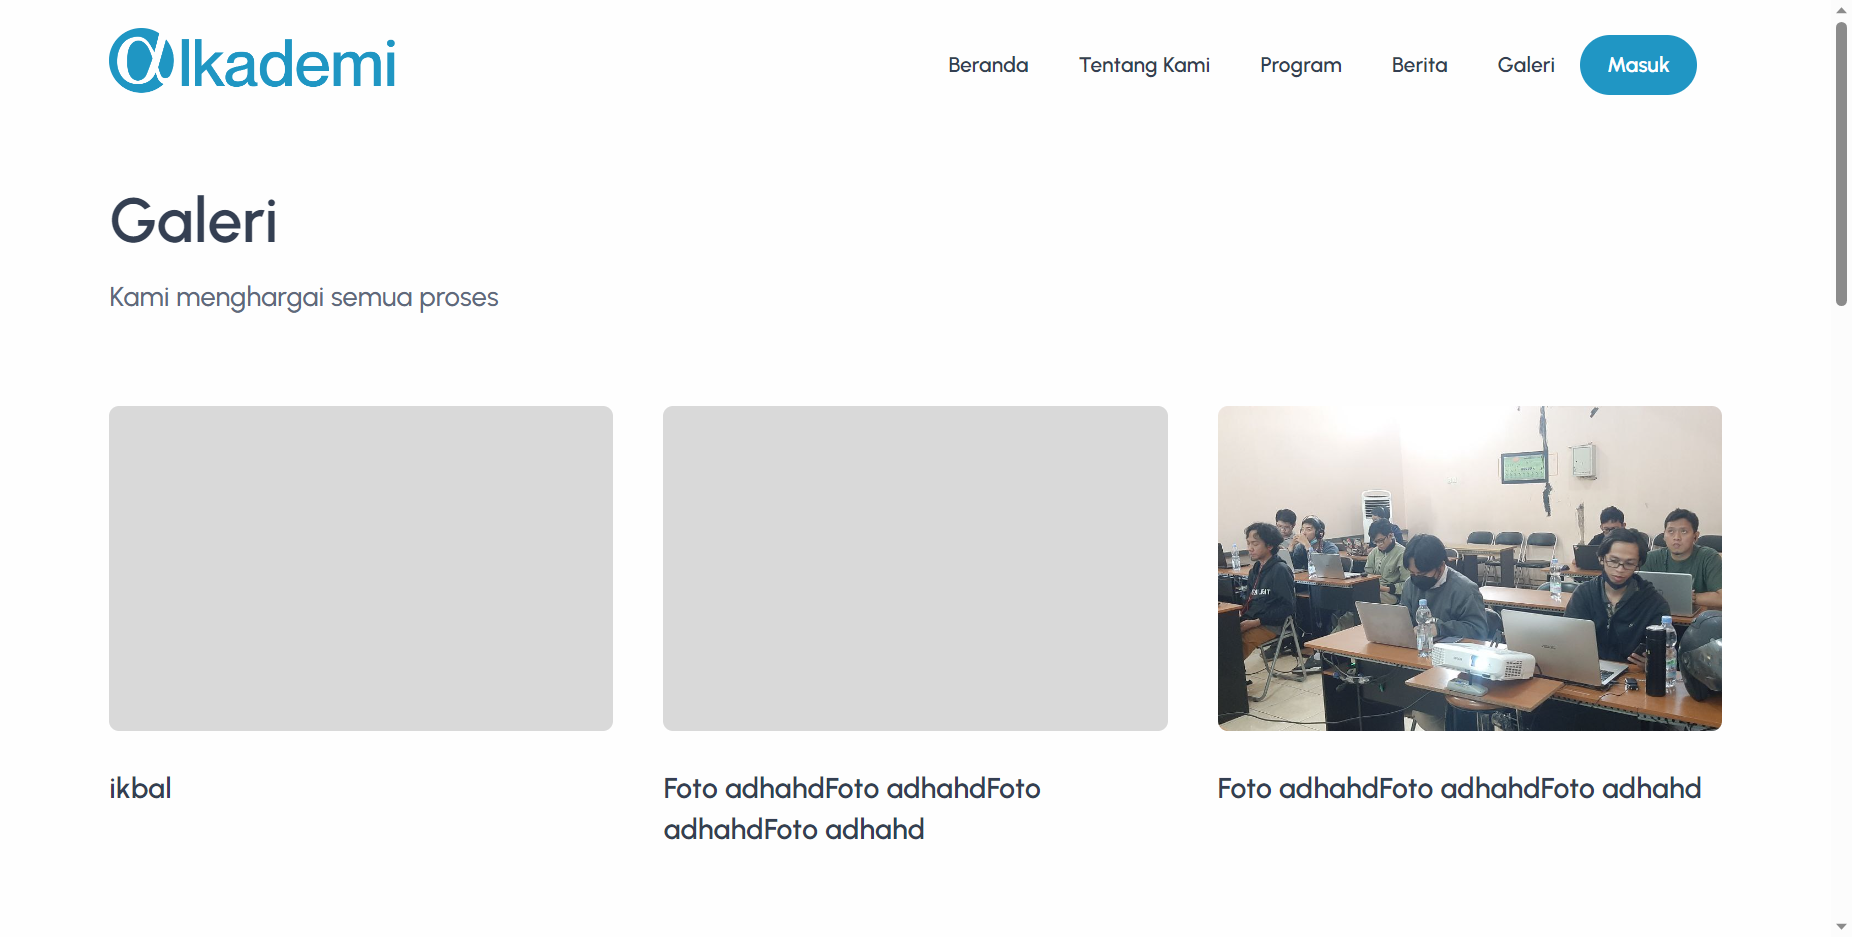 αlkademi
Beranda Tentang Kami Program Berita Galeri Masuk
Galeri
Kami menghargai semua proses
ikbal
Foto adhahdFoto adhahdFoto
adhahdFoto adhahd
Foto adhahdFoto adhahdFoto adhahd